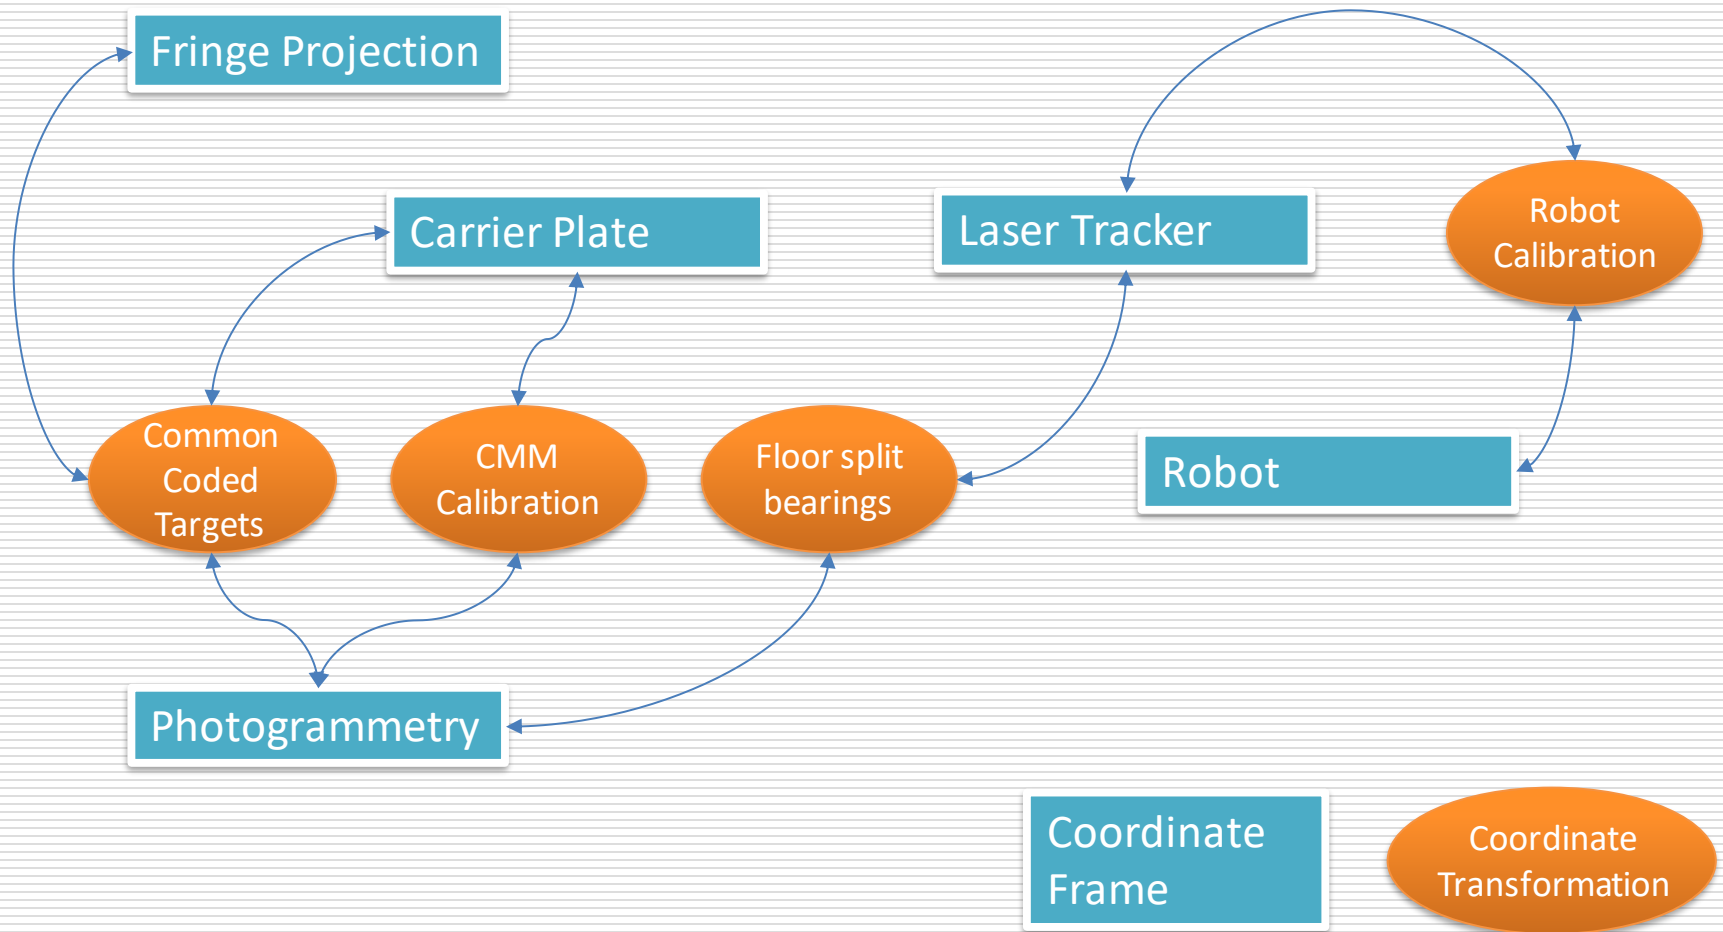 Fringe Projection
Carrier Plate
Laser Tracker
Robot
Calibration
Common
Coded
Targets
CMM
Calibration
Floor split
bearings
Robot
Photogrammetry
Coordinate
Frame
Coordinate
Transformation